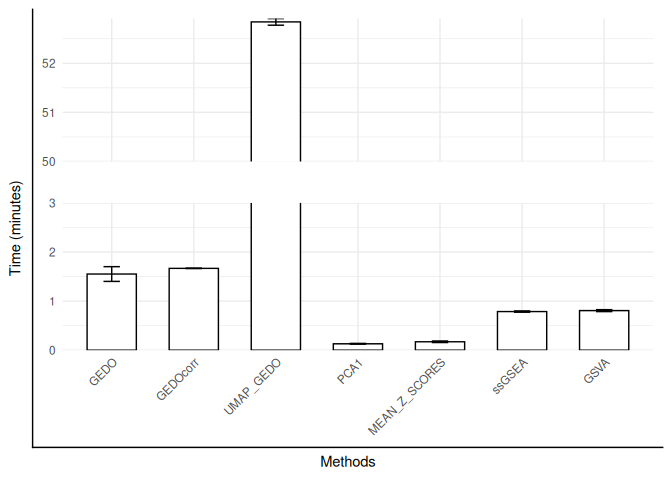 52
51
50
3
2
1
0
Time (minutes)
GEDO
GEDOcorr
UMAP_GEDO
PCA1
MEAN_Z_SCORES
ssGSEA
GSVA
Methods